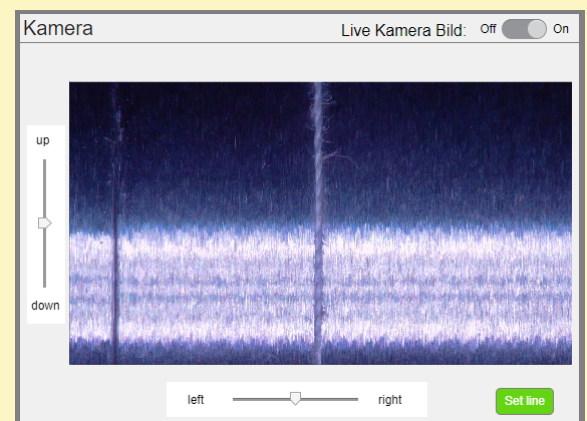 Kamera
Live Kamera Bild: Off On
up
down
left right
Set line